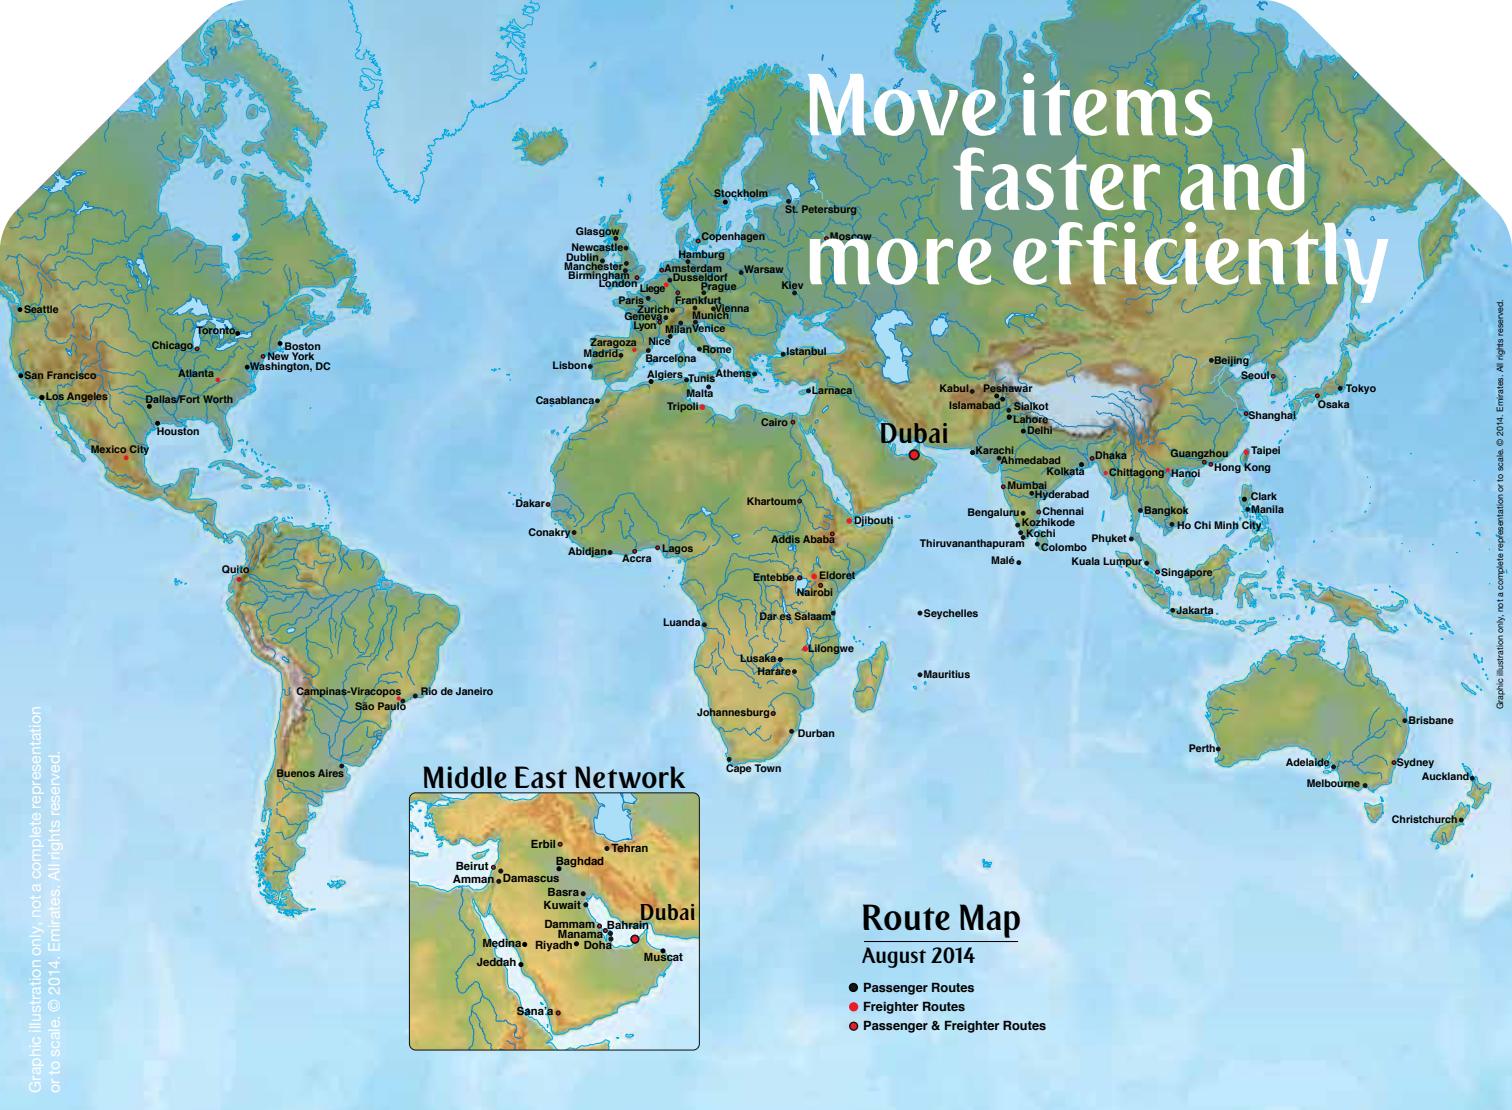 Move items
faster and
more efficiently
Stockholm
St. Petersburg
Glasgow
Copenhagen
Moscow
Newcastle
Hamburg
Dublin
Manchester
Amsterdam
Warsaw
Birmingham
Dusseldorf
London
Liege
Prague
Kiev
Paris
Frankfurt
Seattle
Zurich
Vienna
Geneva
Munich
Lyon
Milan
Venice
Toronto
Chicago
Boston
Zaragoza
Nice
Rome
Istanbul
New York
Madrid
Barcelona
Beijing
Washington, DC
Lisbon
Atlanta
Algiers
Tunis
Athens
San Francisco
Seoul
Larnaca
Kabul
Peshawar
Tokyo
Los Angeles
Dallas/Fort Worth
Casablanca
Malta
Tripoli
Islamabad
Sialkot
Osaka
Lahore
Shanghai
Cairo
Houston
Delhi
Dubai
Mexico City
Karachi
Ahmedabad
Dhaka
Guangzhou
Taipei
Kolkata
Chittagong
Hanoi
Hong Kong
Mumbai
Hyderabad
Clark
Dakar
Khartoum
Bengaluru
Chennai
Bangkok
Manila
Djibouti
Kozhikode
Ho Chi Minh City
Conakry
Addis Ababa
Kochi
Thiruvananthapuram
Colombo
Phuket
Abidjan
Accra
Lagos
Malé
Kuala Lumpur
Quito
Entebbe
Eldoret
Singapore
Nairobi
Jakarta
Seychelles
Dar es Salaam
Luanda
Lilongwe
Lusaka
Harare
Mauritius
Campinas-Viracopos
Rio de Janeiro
São Paulo
Johannesburg
Durban
Brisbane
Perth
Adelaide
Sydney
Cape Town
Buenos Aires
Auckland
Melbourne
Christchurch
Middle East Network
Erbil
Tehran
Baghdad
Beirut
Amman
Damascus
Basra
Kuwait
Dubai
Dammam
Bahrain
Manama
Medina
Riyadh
Doha
Muscat
Jeddah
Sana'a
Route Map
August 2014
Passenger Routes
Freighter Routes
Passenger & Freighter Routes
Graphic illustration only, not a complete representation
or to scale. © 2014. Emirates. All rights reserved.
Graphic illustration only, not a complete representation or to scale. © 2014. Emirates. All rights reserved.